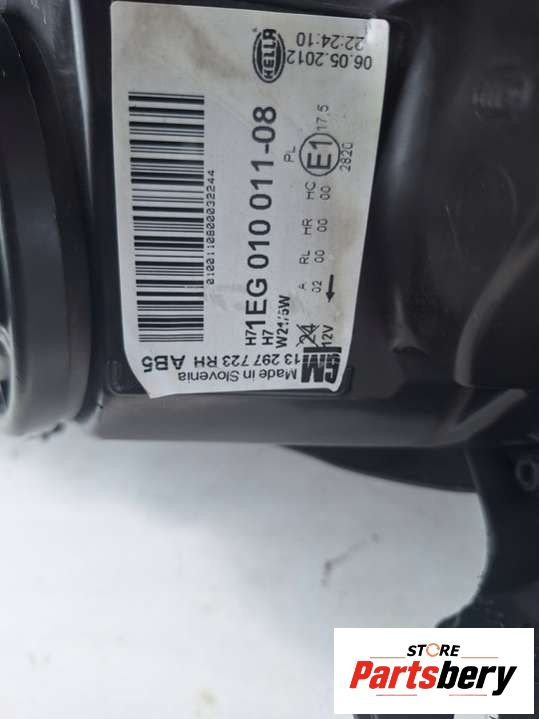 HELLA
06.05.2012
22:24:10
0100110800032244
1EG 010 011-08
H7
H7
W21/5W
PL
E1
17,5
2820
A RL HR HC
02 00 00 00
24
12V
GM
13 297 723 RH AB5
Made in Slovenia
STORE
Partsbery